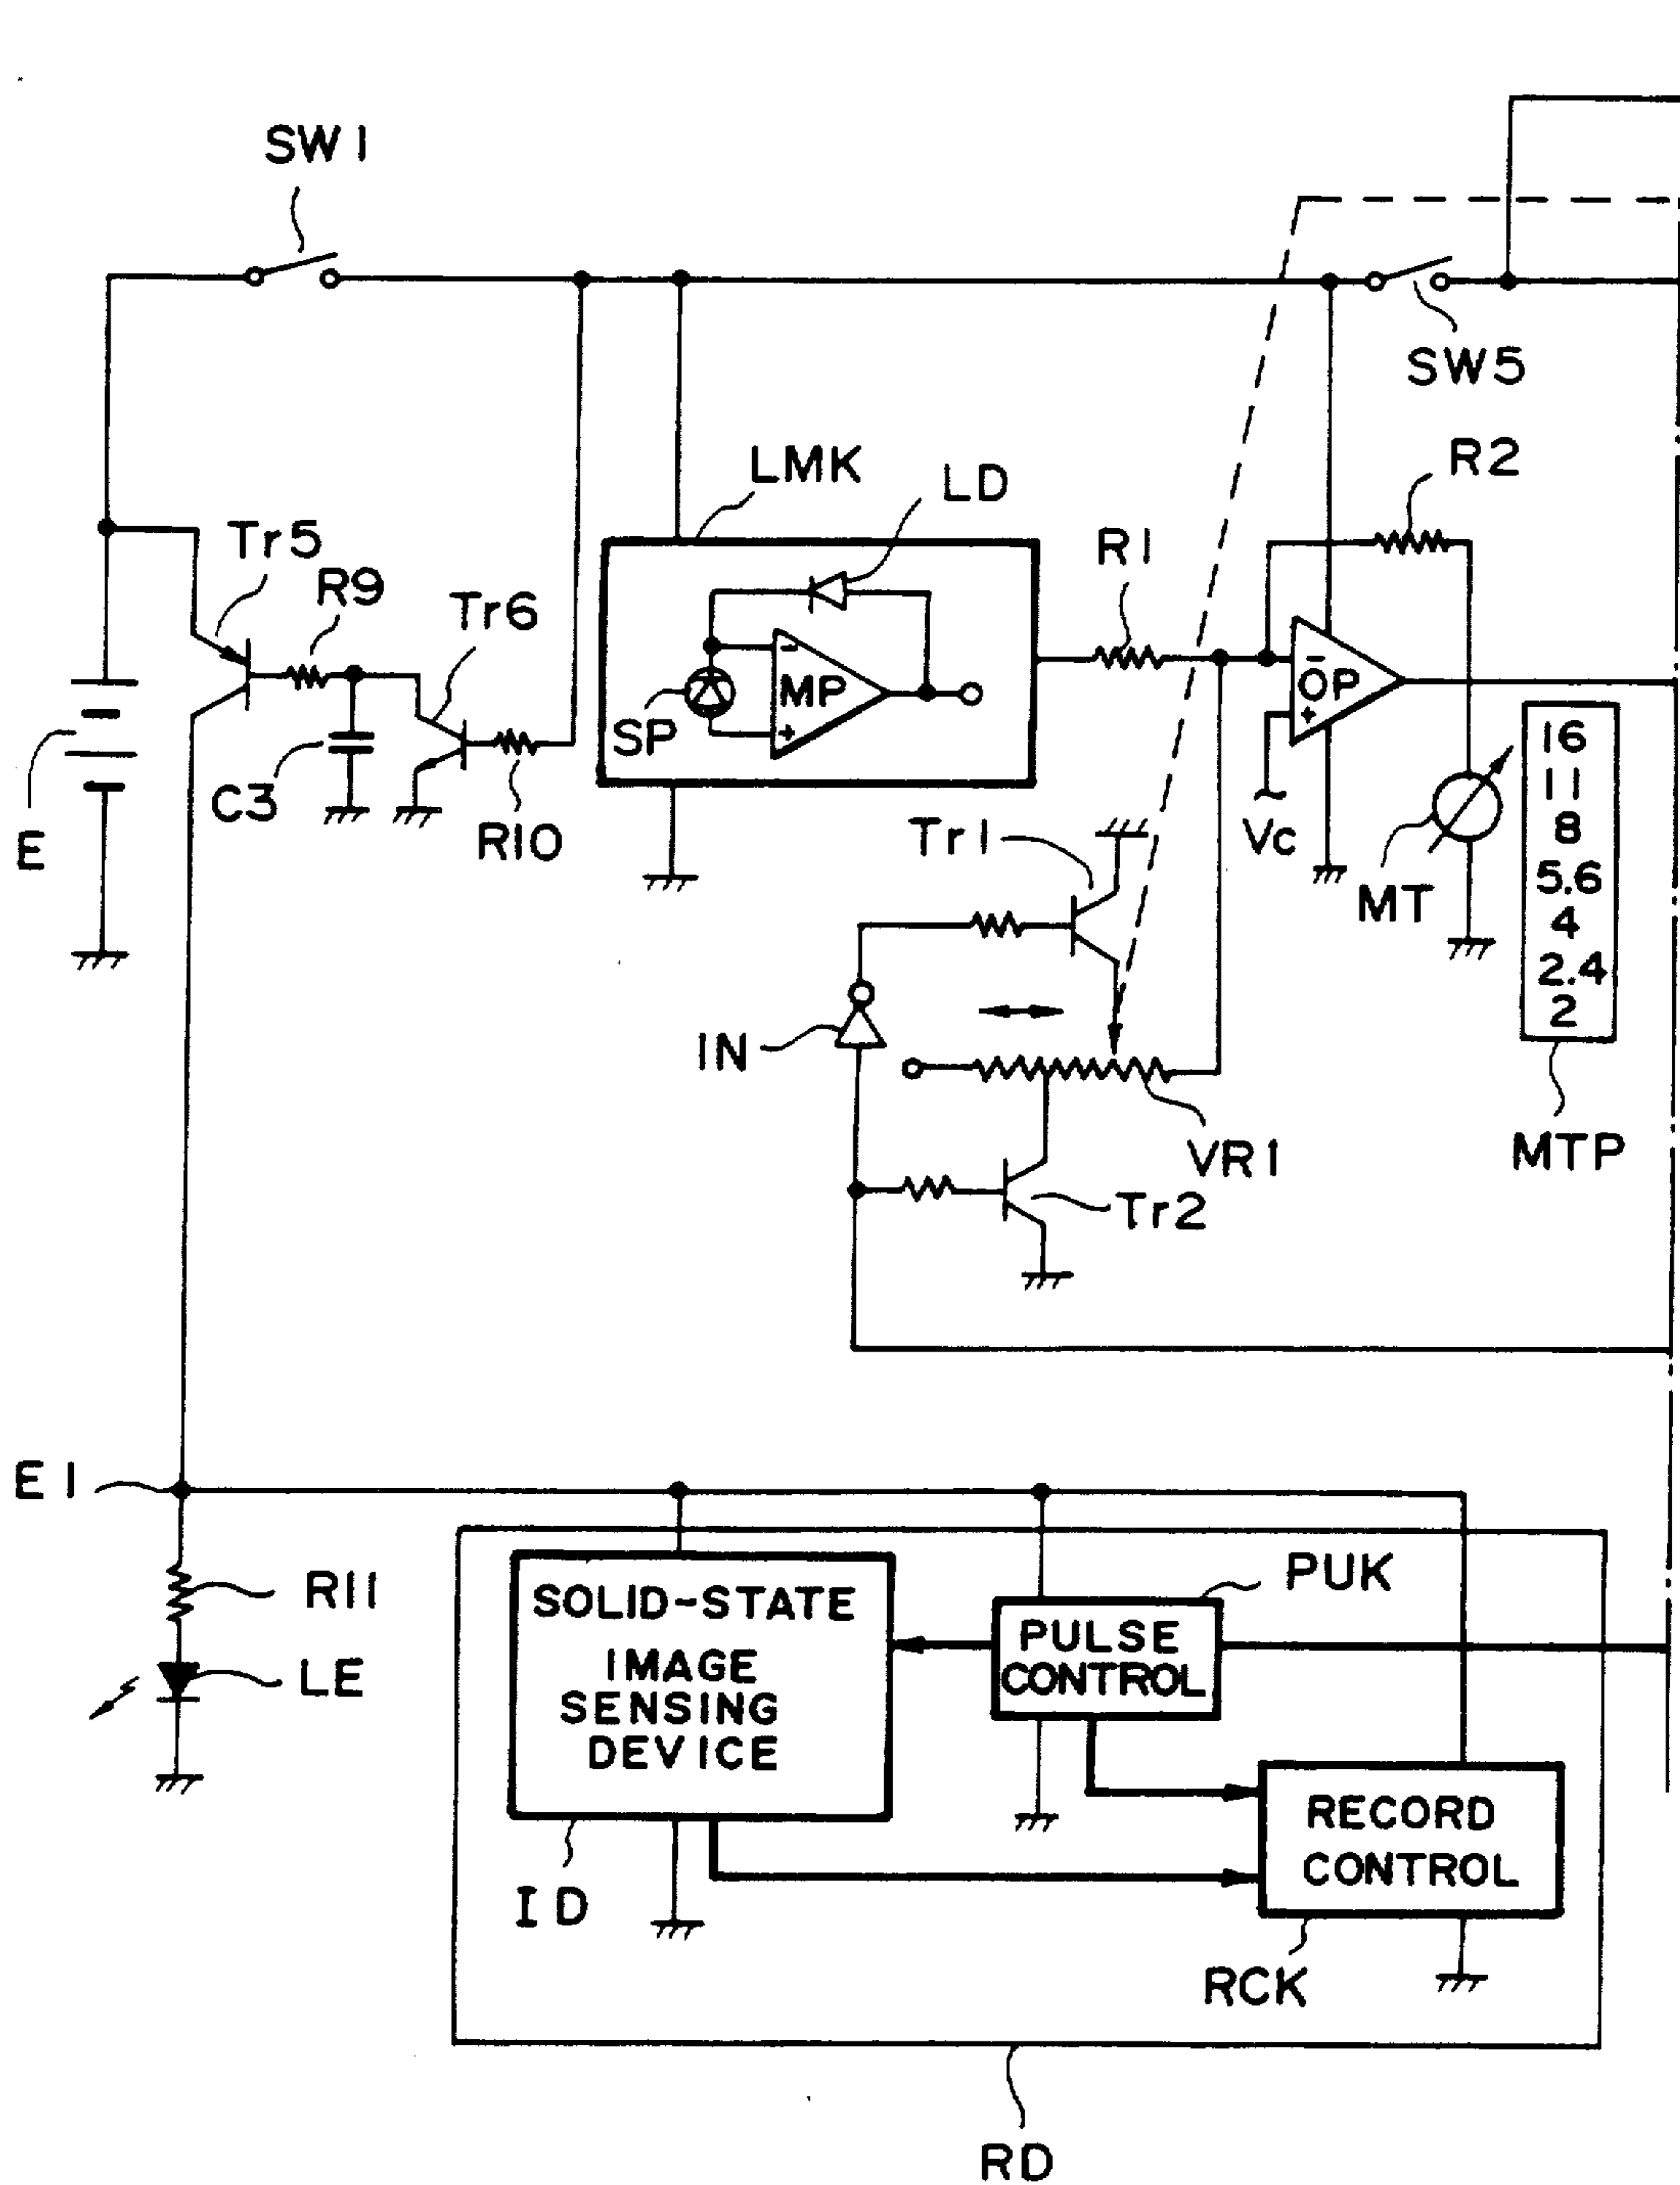 SW1
SW5
R2
LMK
LD
R1
Tr5
R9
Tr6
-
MP
+
SP
-
OP
+
E
C3
R10
Vc
MT
16
11
8
5.6
4
2.4
2
MTP
Tr1
IN
VR1
Tr2
E1
R11
LE
SOLID-STATE
IMAGE
SENSING
DEVICE
PUK
PULSE
CONTROL
RECORD
CONTROL
ID
RCK
RD